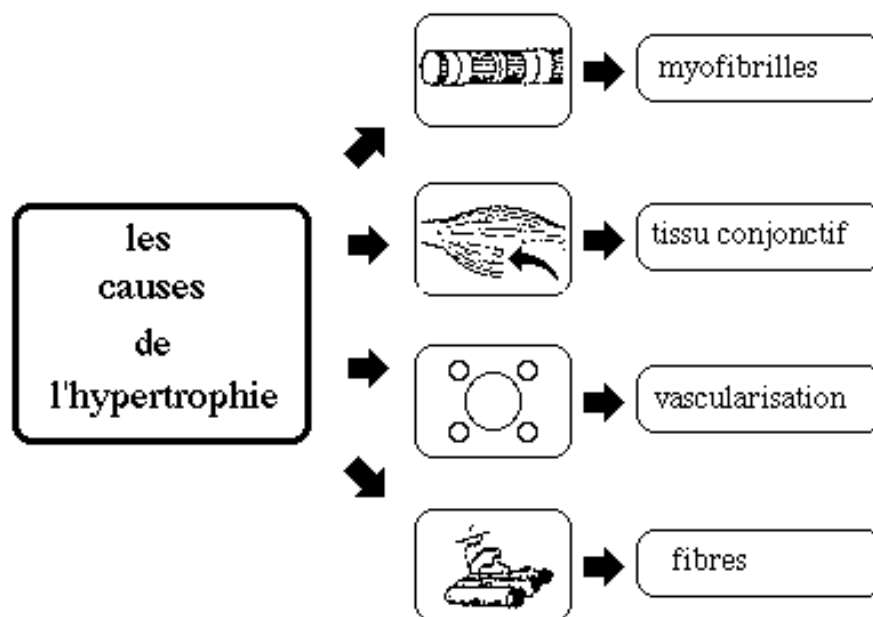 les
causes
de
l'hypertrophie
myofibrilles
tissu conjonctif
vascularisation
fibres